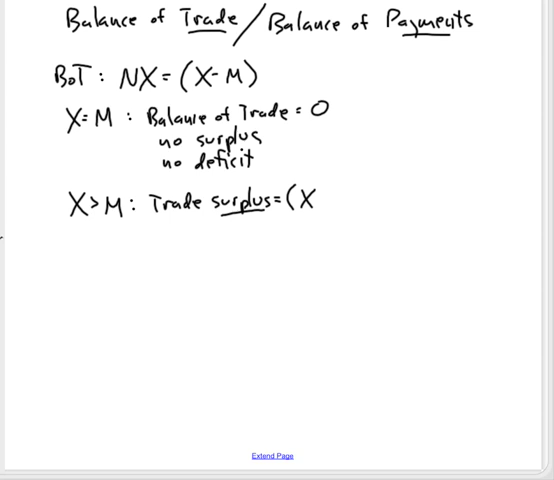 Balance of Trade / Balance of Payments
BoT: NX = (X - M)
X = M : Balance of Trade = 0
no surplus
no deficit
X > M : Trade surplus = (X
Extend Page